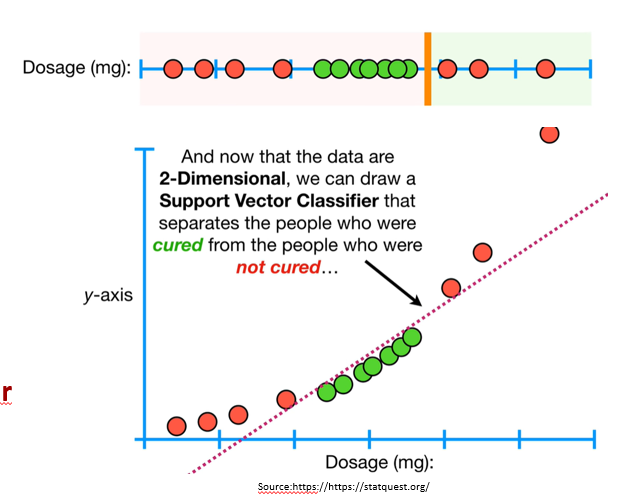 Dosage (mg):
And now that the data are
2-Dimensional, we can draw a
Support Vector Classifier that
separates the people who were
cured from the people who were
not cured…
y-axis
r
Dosage (mg):
Source:https://https://statquest.org/